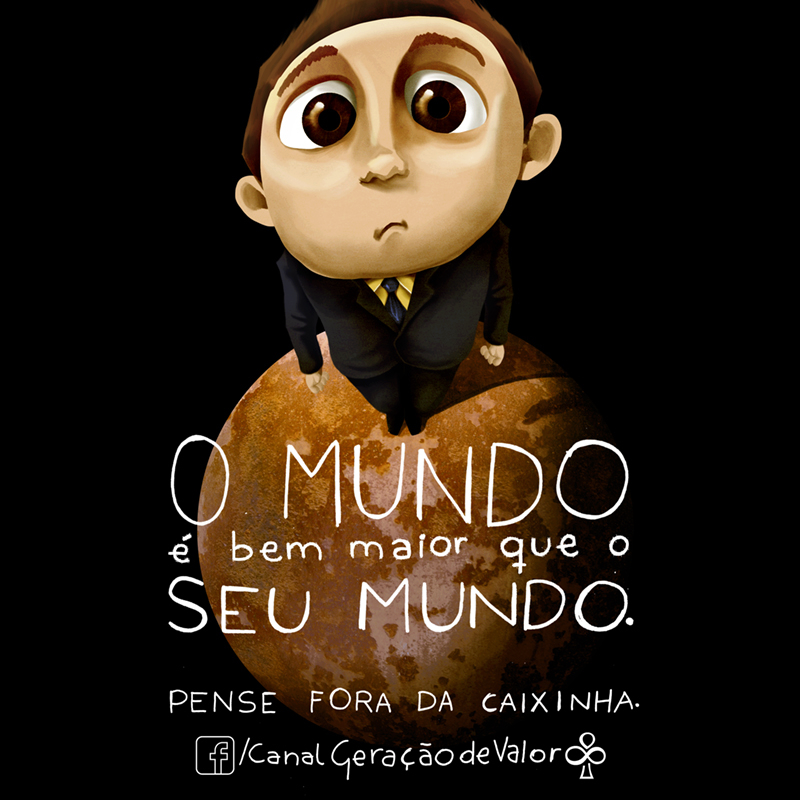 O MUNDO
é bem maior que o
SEU MUNDO.
PENSE FORA DA CAIXINHA.
f/Canal Geração de Valor